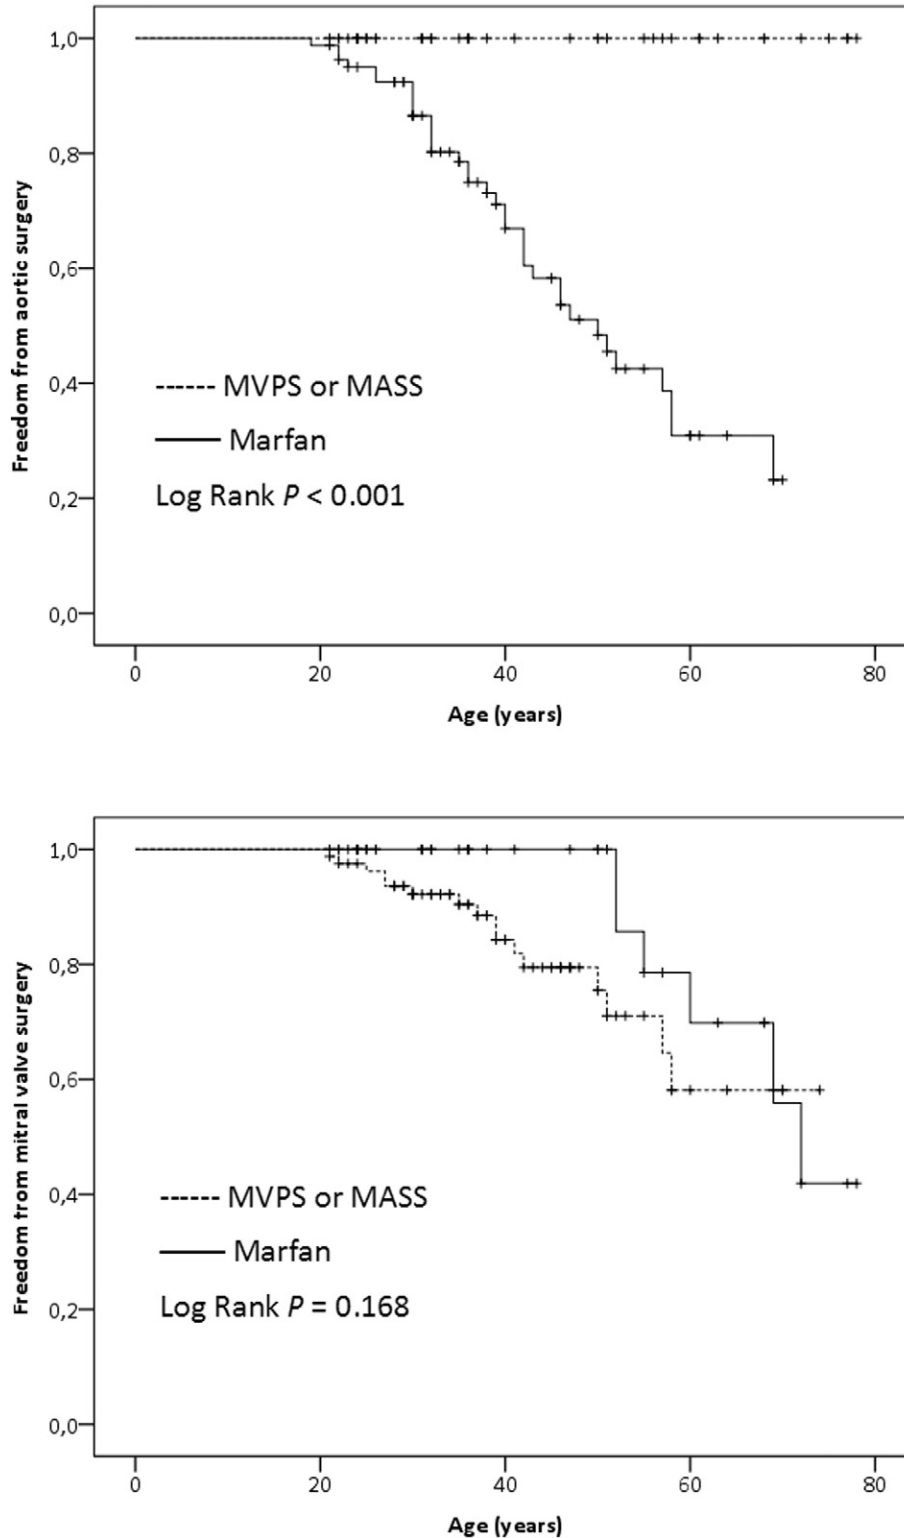 Freedom from aortic surgery
1,0
0,8
0,6
0,4
0,2
0,0
MVPS or MASS
Marfan
Log Rank P < 0.001
0 20 40 60 80
Age (years)
Freedom from mitral valve surgery
1,0
0,8
0,6
0,4
0,2
0,0
MVPS or MASS
Marfan
Log Rank P = 0.168
0 20 40 60 80
Age (years)